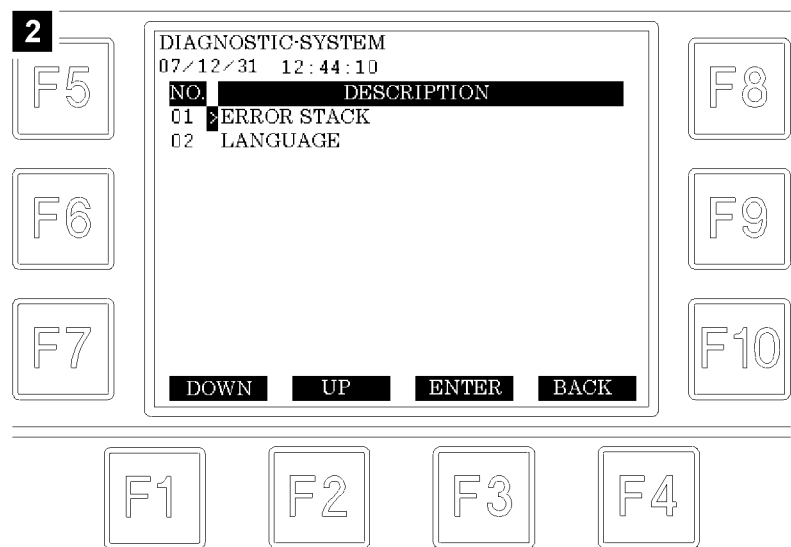 2
DIAGNOSTIC-SYSTEM
07/12/31 12:44:10
NO. DESCRIPTION
01 >ERROR STACK
02 LANGUAGE
DOWN UP ENTER BACK
F5
F6
F7
F8
F9
F10
F1 F2 F3 F4